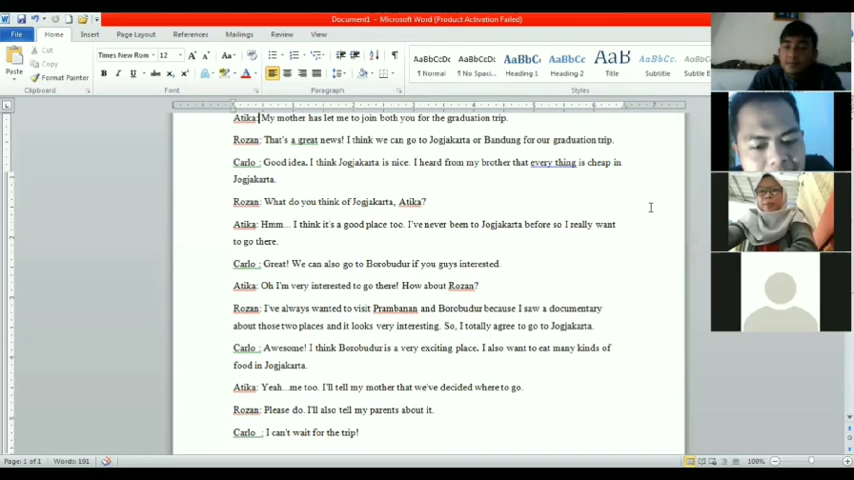 Document1 - Microsoft Word (Product Activation Failed)
File Home Insert Page Layout References Mailings Review View
Cut
Copy
Format Painter
Paste
Times New Rom 12
AaBbCcDc AaBbCcDc AaBbCc AaBbCc AaB AaBbCc. AaBbCcDc
¶ Normal ¶ No Spaci... Heading 1 Heading 2 Title Subtitle Subtle Em
Clipboard Font Paragraph Styles
Atika: My mother has let me to join both you for the graduation trip.
Rozan: That's a great news! I think we can go to Jogjakarta or Bandung for our graduation trip.
Carlo : Good idea. I think Jogjakarta is nice. I heard from my brother that every thing is cheap in
Jogjakarta.
Rozan: What do you think of Jogjakarta, Atika?
Atika: Hmm... I think it's a good place too. I've never been to Jogjakarta before so I really want
to go there.
Carlo : Great! We can also go to Borobudur if you guys interested.
Atika: Oh I'm very interested to go there! How about Rozan?
Rozan: I've always wanted to visit Prambanan and Borobudur because I saw a documentary
about those two places and it looks very interesting. So, I totally agree to go to Jogjakarta.
Carlo : Awesome! I think Borobudur is a very exciting place. I also want to eat many kinds of
food in Jogjakarta.
Atika: Yeah...me too. I'll tell my mother that we've decided where to go.
Rozan: Please do. I'll also tell my parents about it.
Carlo : I can't wait for the trip!
Page: 1 of 1 Words: 191 100%